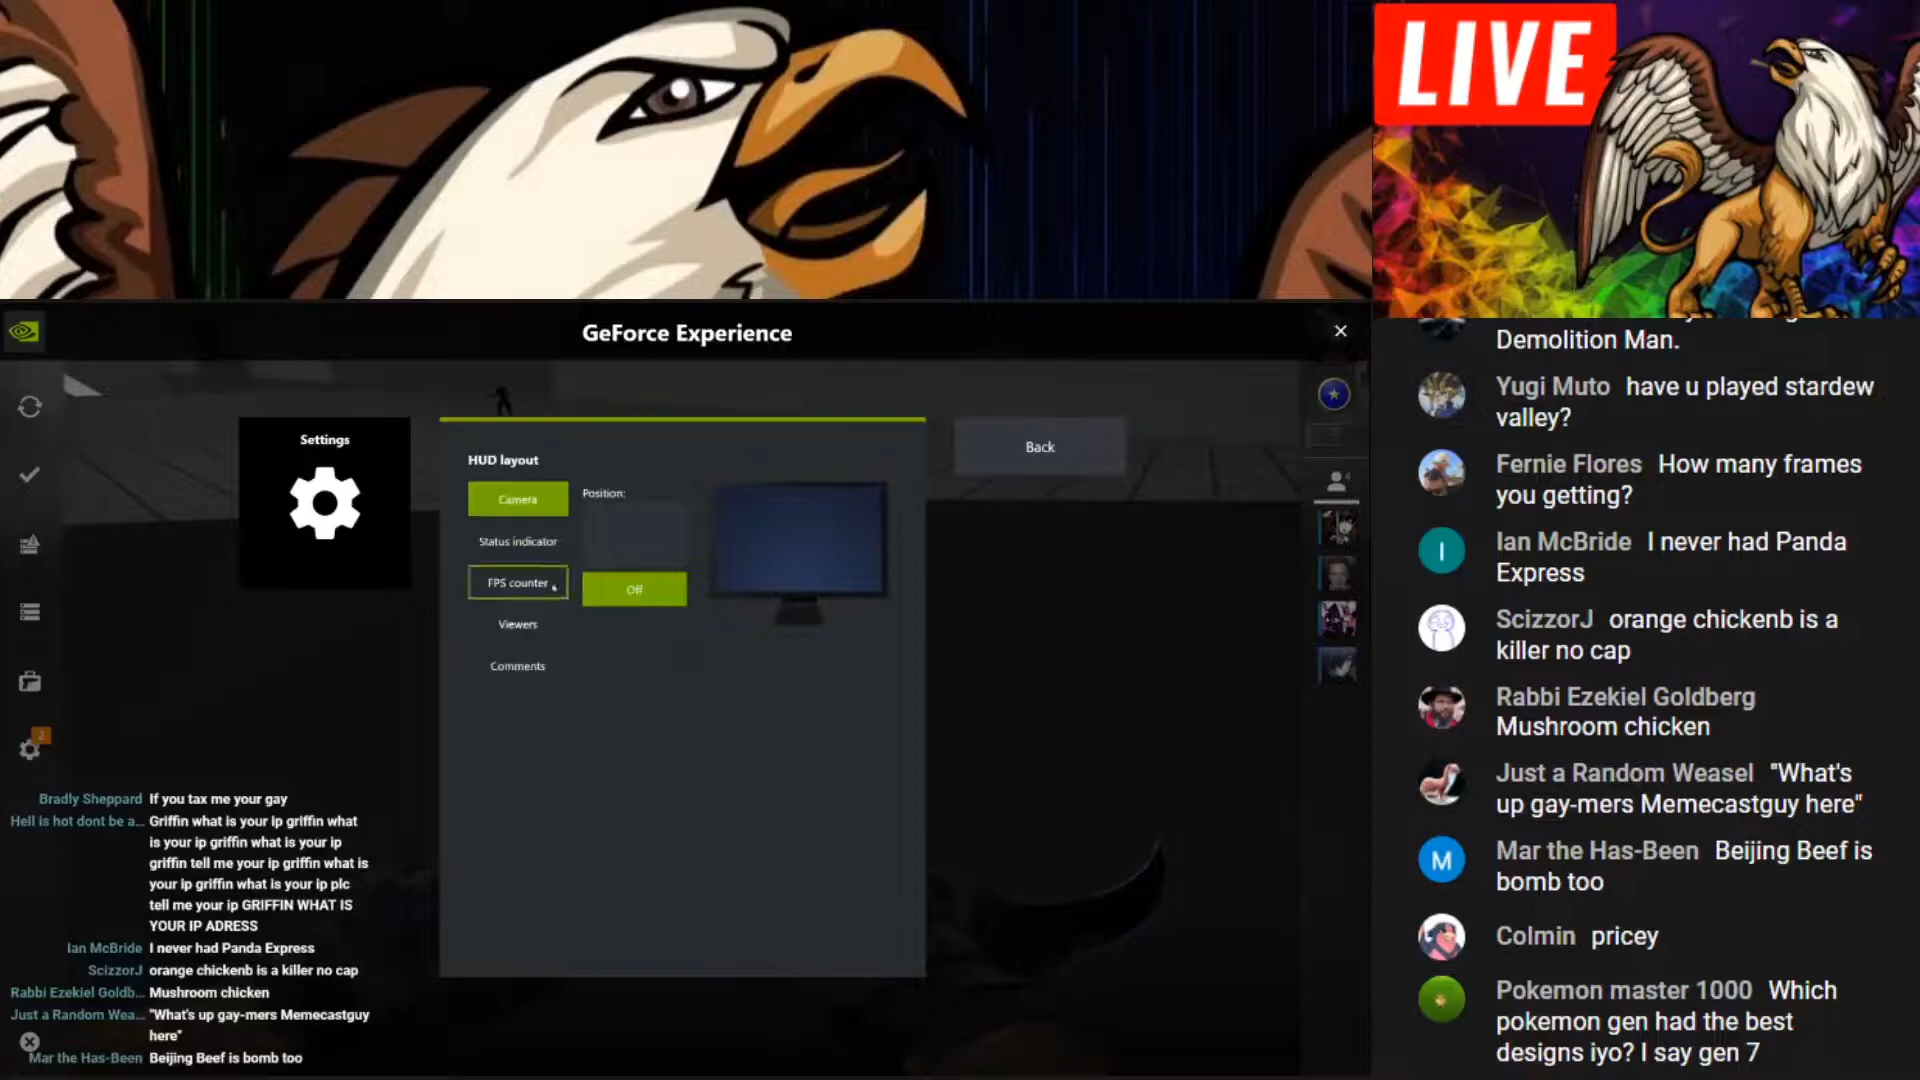 LIVE
GeForce Experience
Settings
HUD layout
Camera
Position:
Status indicator
FPS counter
Off
Viewers
Comments
Back
4
2
Bradly Sheppard If you tax me your gay
Hell is hot dont be a... Griffin what is your ip griffin what
is your ip griffin what is your ip
griffin tell me your ip griffin what is
your ip griffin what is your ip plc
tell me your ip GRIFFIN WHAT IS
YOUR IP ADRESS
Ian McBride I never had Panda Express
ScizzorJ orange chickenb is a killer no cap
Rabbi Ezekiel Goldb... Mushroom chicken
Just a Random Wea... "What's up gay-mers Memecastguy
here"
Mar the Has-Been Beijing Beef is bomb too
Demolition Man.
Yugi Muto have u played stardew
valley?
Fernie Flores How many frames
you getting?
I
Ian McBride I never had Panda
Express
ScizzorJ orange chickenb is a
killer no cap
Rabbi Ezekiel Goldberg
Mushroom chicken
Just a Random Weasel "What's
up gay-mers Memecastguy here"
M
Mar the Has-Been Beijing Beef is
bomb too
Colmin pricey
Pokemon master 1000 Which
pokemon gen had the best
designs iyo? I say gen 7